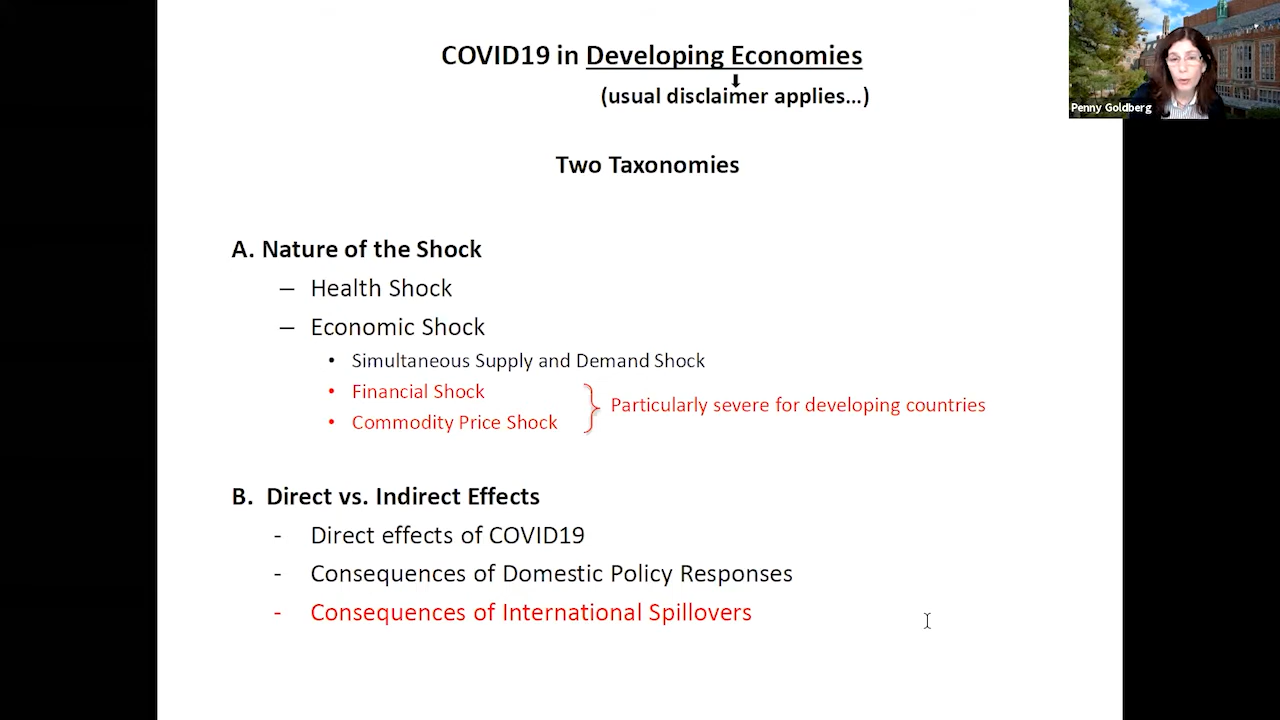 COVID19 in Developing Economies
(usual disclaimer applies...)
Penny Goldberg
Two Taxonomies
A. Nature of the Shock
– Health Shock
– Economic Shock
• Simultaneous Supply and Demand Shock
• Financial Shock
Particularly severe for developing countries
• Commodity Price Shock
B. Direct vs. Indirect Effects
- Direct effects of COVID19
- Consequences of Domestic Policy Responses
- Consequences of International Spillovers